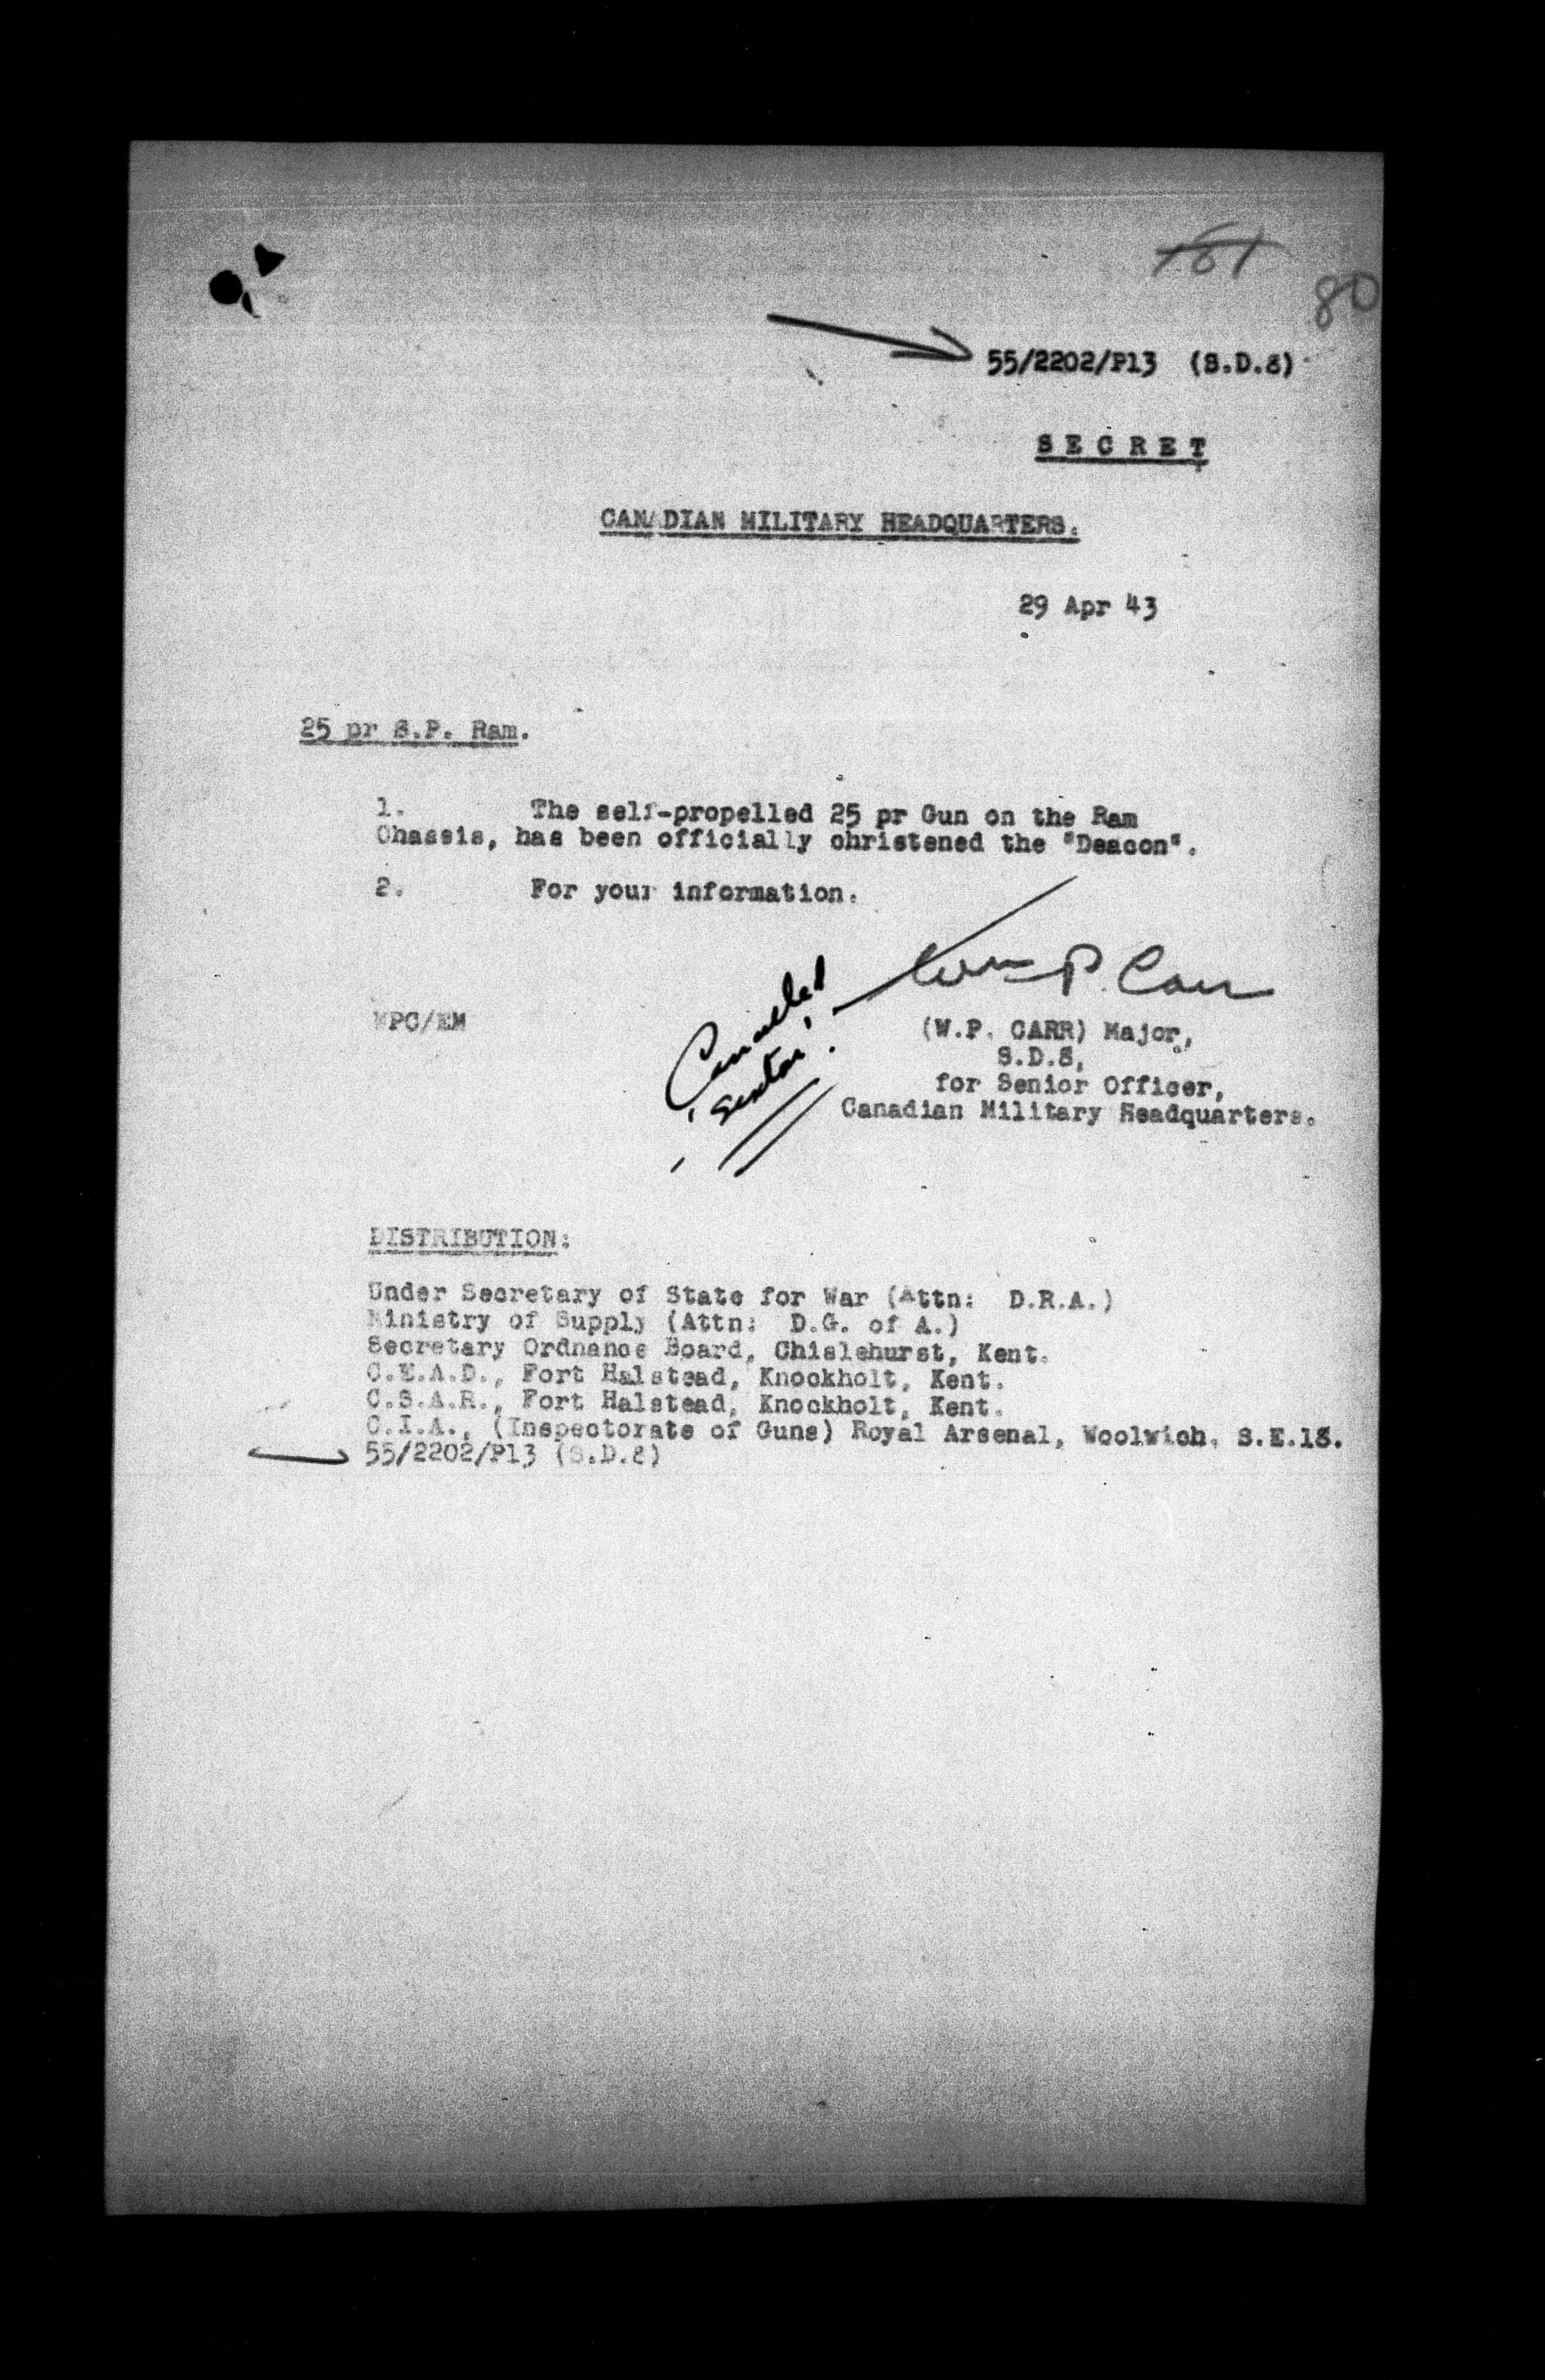 161
80
55/2202/P13 (S.D.8)
S E C R E T
CANADIAN MILITARY HEADQUARTERS.
29 Apr 43
25 pr S.P. Ram.
1. The self-propelled 25 pr Gun on the Ram
Chassis, has been officially christened the "Deacon".
2. For your information.
Wm P. Carr
Cancelled
Sexton!
WPC/EM
(W.P. CARR) Major,
S.D.8,
for Senior Officer,
Canadian Military Headquarters.
DISTRIBUTION:
Under Secretary of State for War (Attn: D.R.A.)
Ministry of Supply (Attn: D.G. of A.)
Secretary Ordnance Board, Chislehurst, Kent.
C.E.A.D., Fort Halstead, Knockholt, Kent.
C.S.A.R., Fort Halstead, Knockholt, Kent.
C.I.A., (Inspectorate of Guns) Royal Arsenal, Woolwich, S.E.18.
55/2202/P13 (S.D.8)